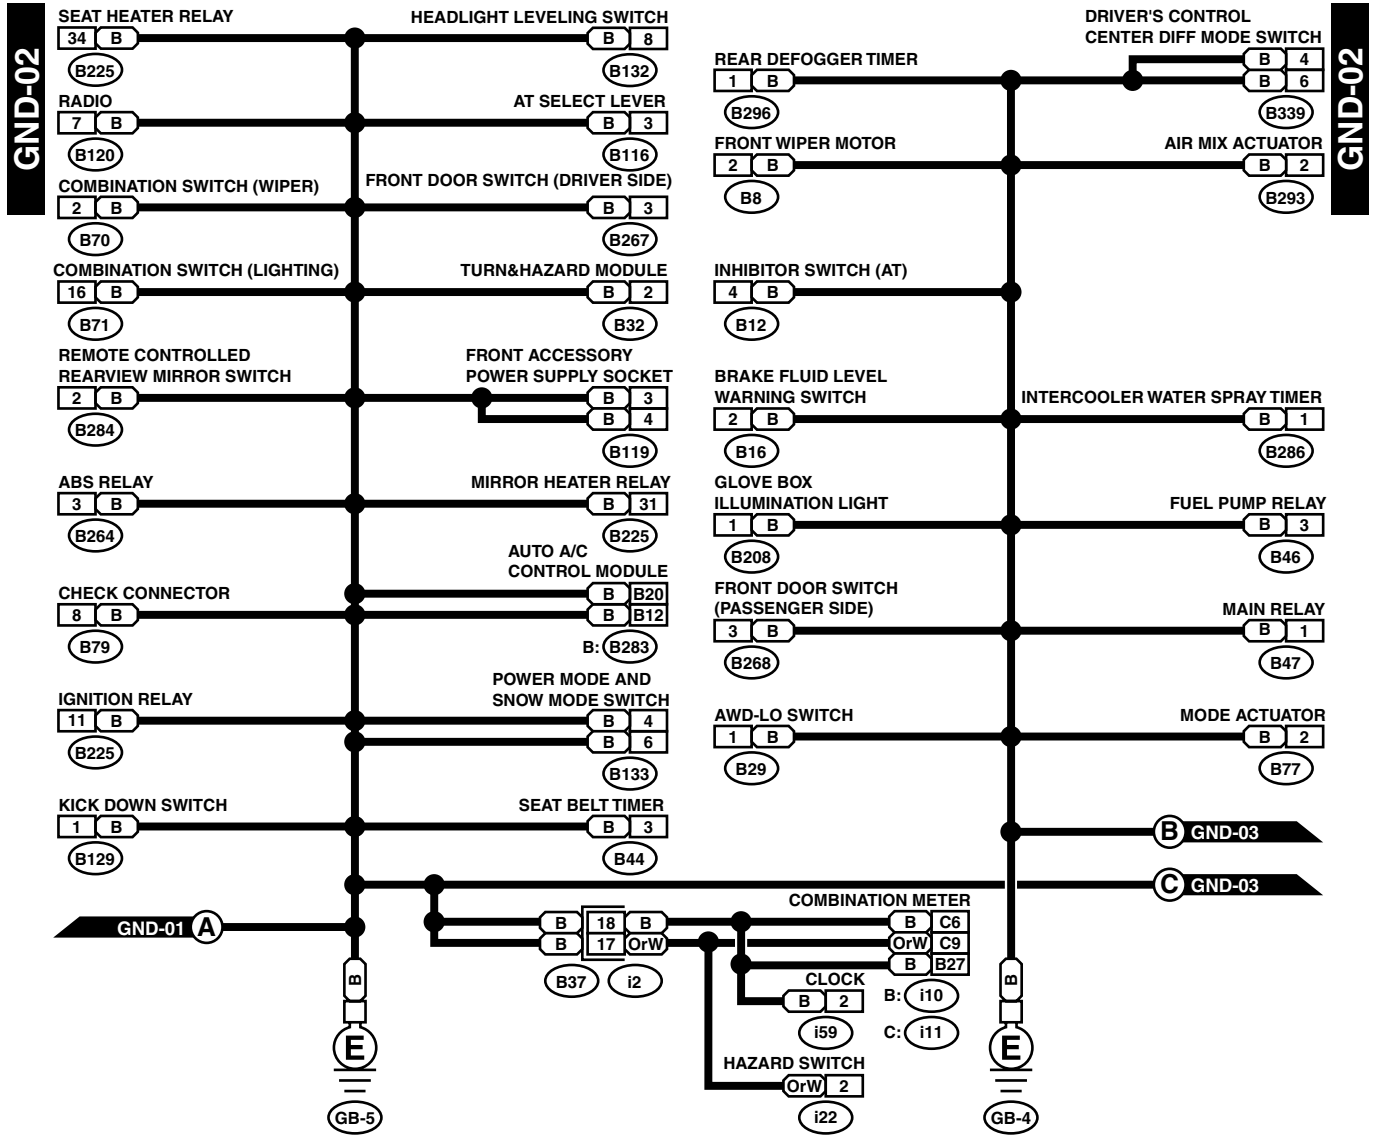 GND-02
SEAT HEATER RELAY
34 B
B225
HEADLIGHT LEVELING SWITCH
B 8
B132
RADIO
7 B
B120
AT SELECT LEVER
B 3
B116
COMBINATION SWITCH (WIPER)
2 B
B70
FRONT DOOR SWITCH (DRIVER SIDE)
B 3
B267
COMBINATION SWITCH (LIGHTING)
16 B
B71
TURN&HAZARD MODULE
B 2
B32
REMOTE CONTROLLED
REARVIEW MIRROR SWITCH
2 B
B284
FRONT ACCESSORY
POWER SUPPLY SOCKET
B 3
B 4
B119
ABS RELAY
3 B
B264
MIRROR HEATER RELAY
B 31
B225
AUTO A/C
CONTROL MODULE
B B20
B B12
B: B283
CHECK CONNECTOR
8 B
B79
POWER MODE AND
SNOW MODE SWITCH
B 4
B 6
B133
IGNITION RELAY
11 B
B225
KICK DOWN SWITCH
1 B
B129
SEAT BELT TIMER
B 3
B44
GND-01 A
B
E
GB-5
REAR DEFOGGER TIMER
1 B
B296
DRIVER'S CONTROL
CENTER DIFF MODE SWITCH
B 4
B 6
B339
GND-02
FRONT WIPER MOTOR
2 B
B8
AIR MIX ACTUATOR
B 2
B293
INHIBITOR SWITCH (AT)
4 B
B12
BRAKE FLUID LEVEL
WARNING SWITCH
2 B
B16
INTERCOOLER WATER SPRAY TIMER
B 1
B286
GLOVE BOX
ILLUMINATION LIGHT
1 B
B208
FUEL PUMP RELAY
B 3
B46
FRONT DOOR SWITCH
(PASSENGER SIDE)
3 B
B268
MAIN RELAY
B 1
B47
AWD-LO SWITCH
1 B
B29
MODE ACTUATOR
B 2
B77
B GND-03
C GND-03
COMBINATION METER
B 18 B
B 17 OrW
B37 i2
B C6
OrW C9
B B27
B: i10
C: i11
CLOCK
B 2
i59
HAZARD SWITCH
OrW 2
i22
B
E
GB-4